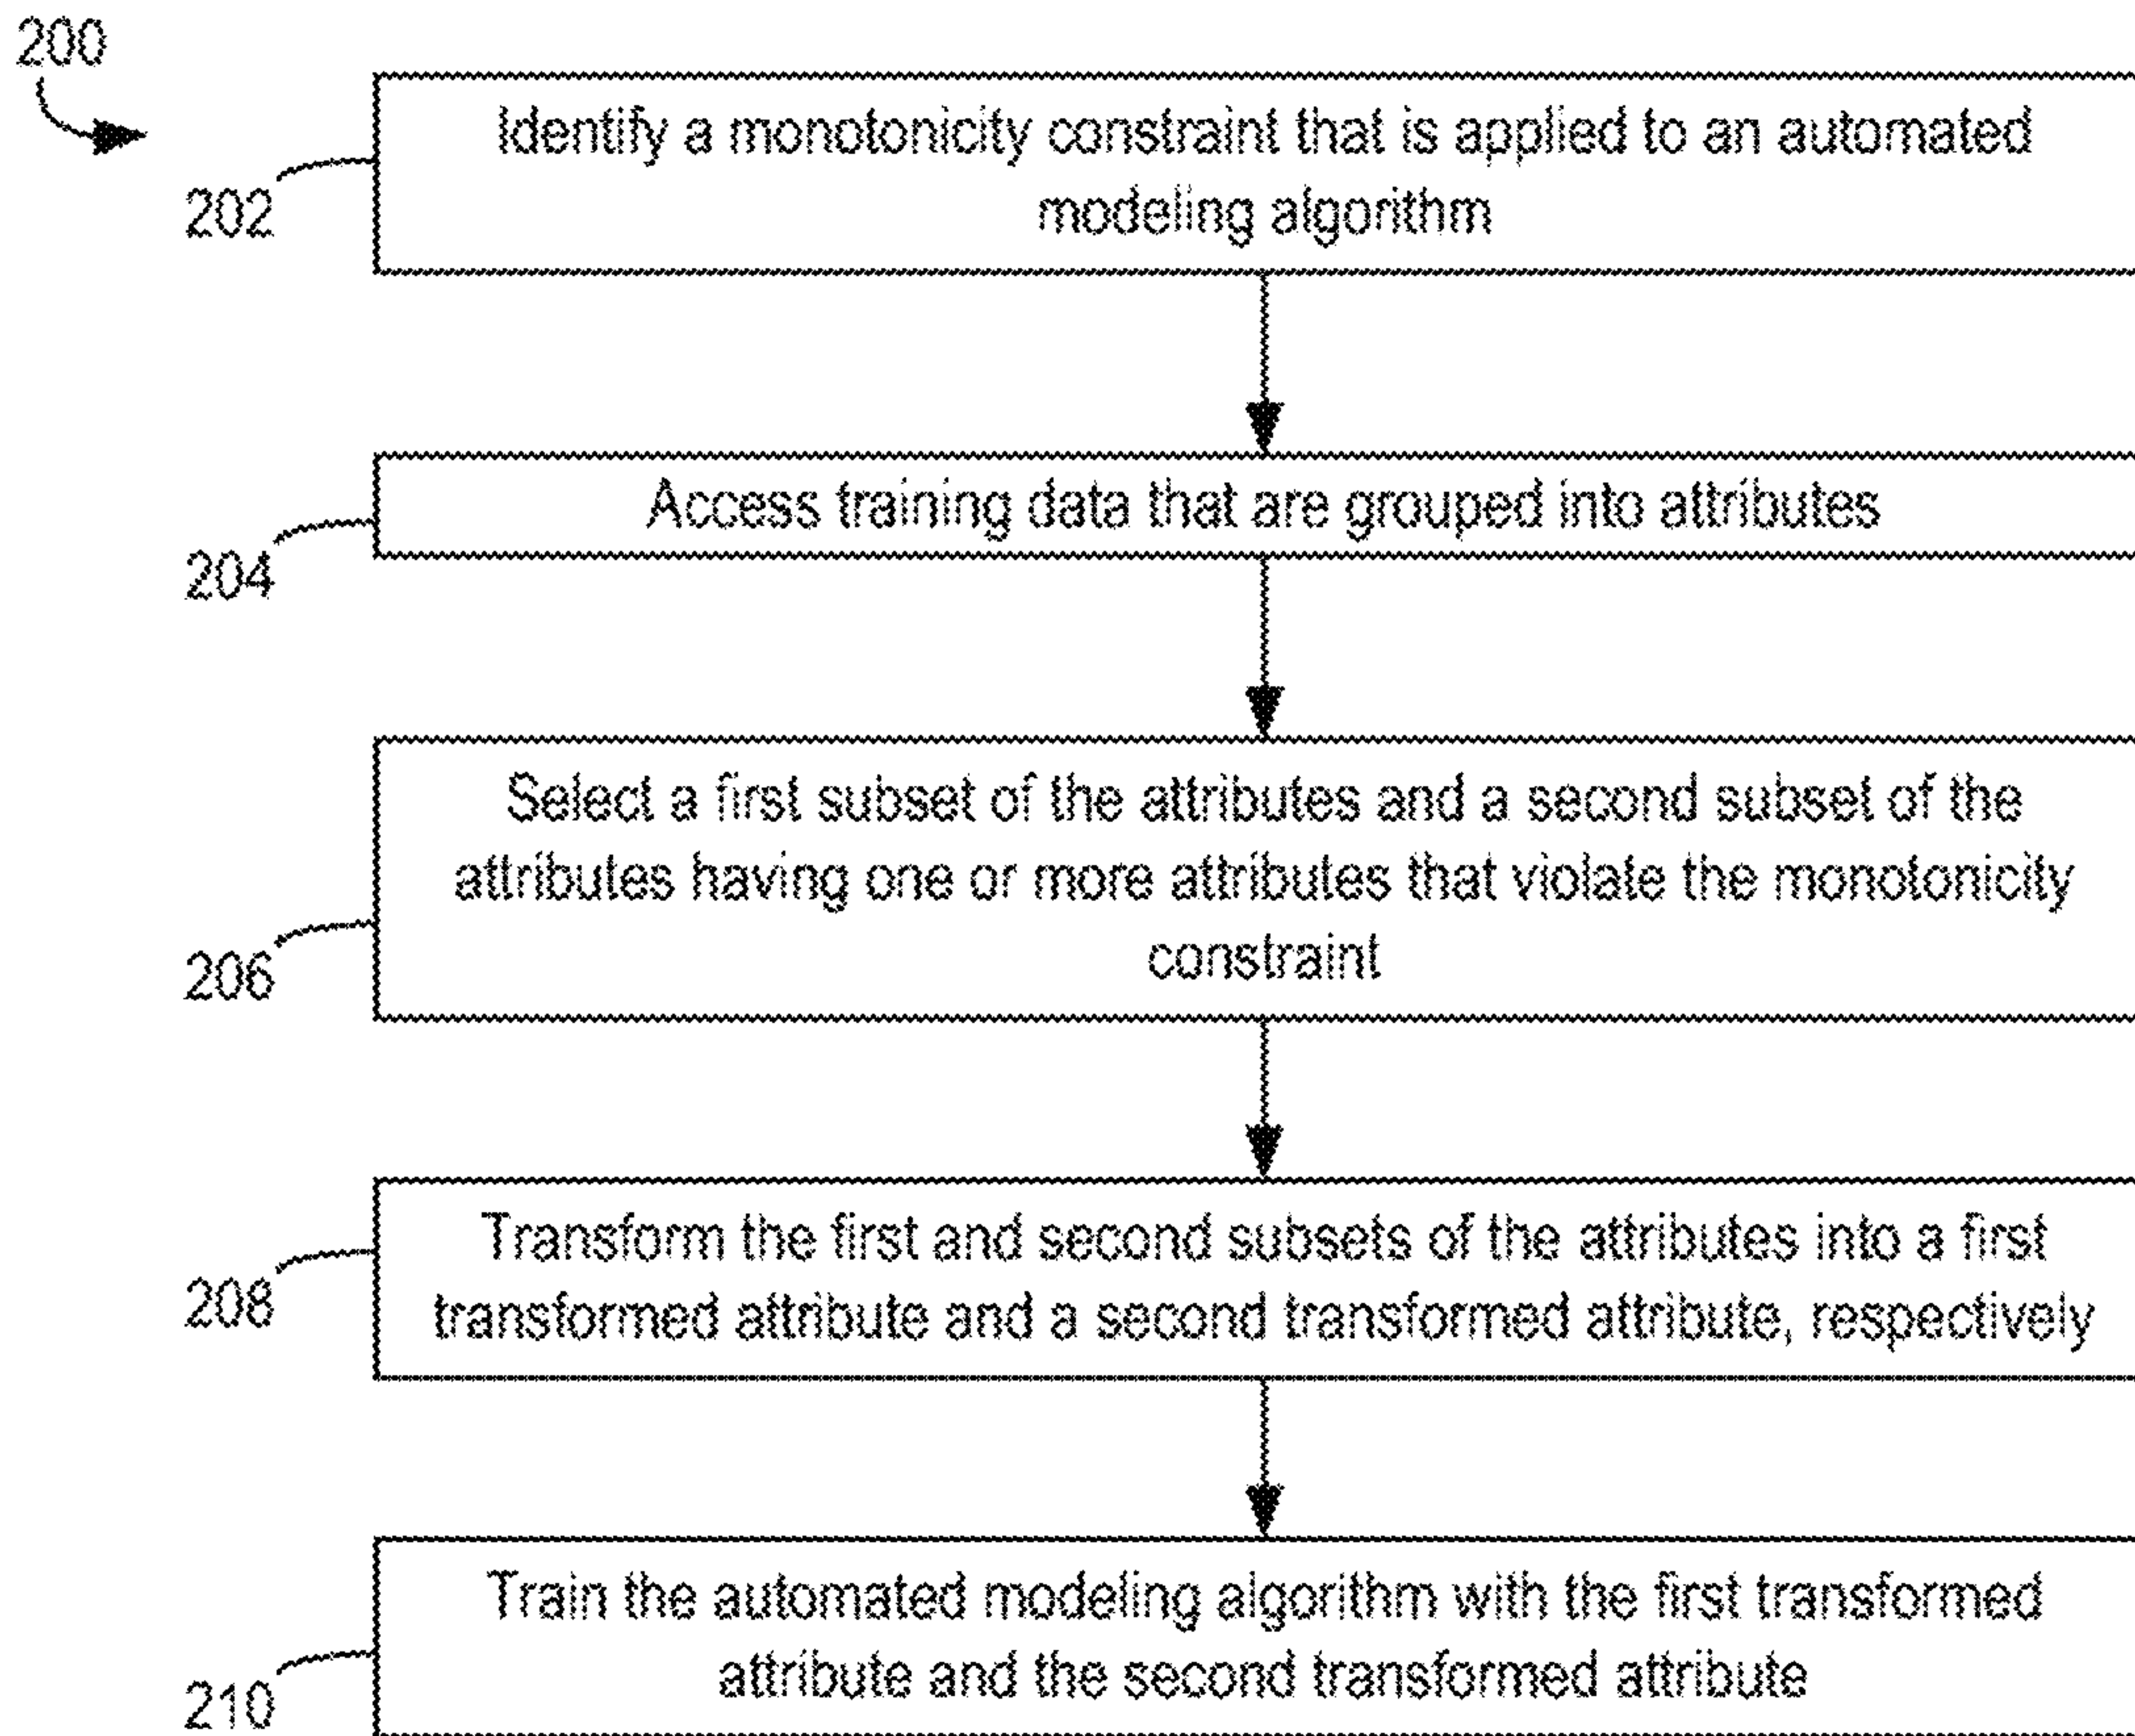 200
Identify a monotonicity constraint that is applied to an automated
modeling algorithm
202
Access training data that are grouped into attributes
204
Select a first subset of the attributes and a second subset of the
attributes having one or more attributes that violate the monotonicity
constraint
206
Transform the first and second subsets of the attributes into a first
transformed attribute and a second transformed attribute, respectively
208
Train the automated modeling algorithm with the first transformed
attribute and the second transformed attribute
210